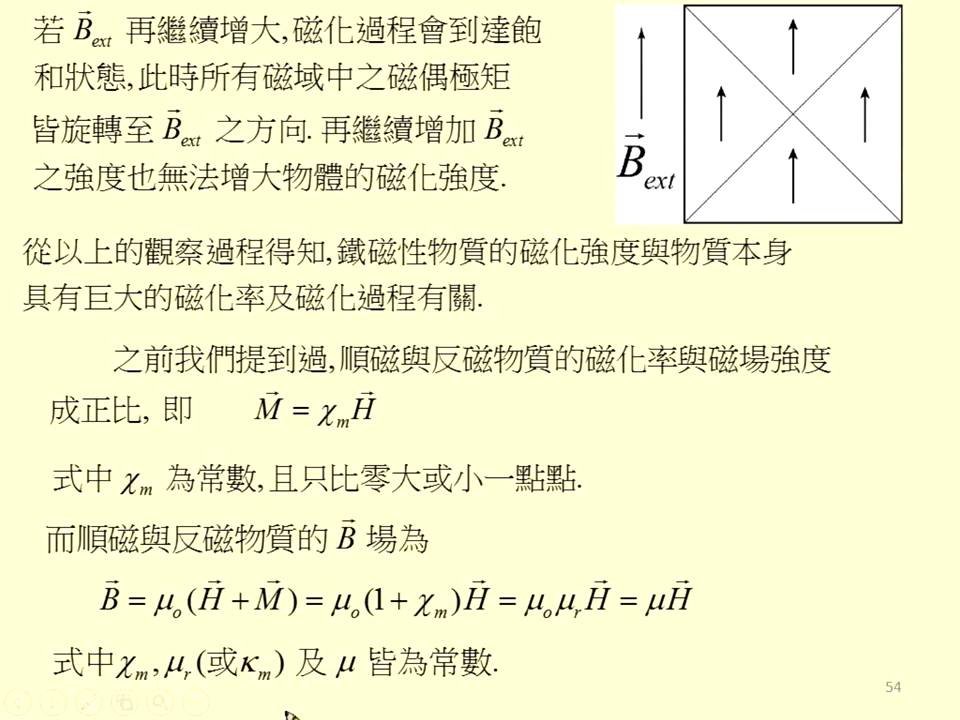 若 B⃗ext 再繼續增大,磁化過程會到達飽
和狀態,此時所有磁域中之磁偶極矩
皆旋轉至 B⃗ext 之方向. 再繼續增加 B⃗ext
之強度也無法增大物體的磁化強度.
B⃗ext
從以上的觀察過程得知,鐵磁性物質的磁化強度與物質本身
具有巨大的磁化率及磁化過程有關.
之前我們提到過,順磁與反磁物質的磁化率與磁場強度
成正比, 即 M⃗ = χmH⃗
式中 χm 為常數,且只比零大或小一點點.
而順磁與反磁物質的 B⃗ 場為
B⃗ = μo(H⃗ + M⃗) = μo(1 + χm)H⃗ = μoμrH⃗ = μH⃗
式中χm,μr(或κm) 及 μ 皆為常數.
54